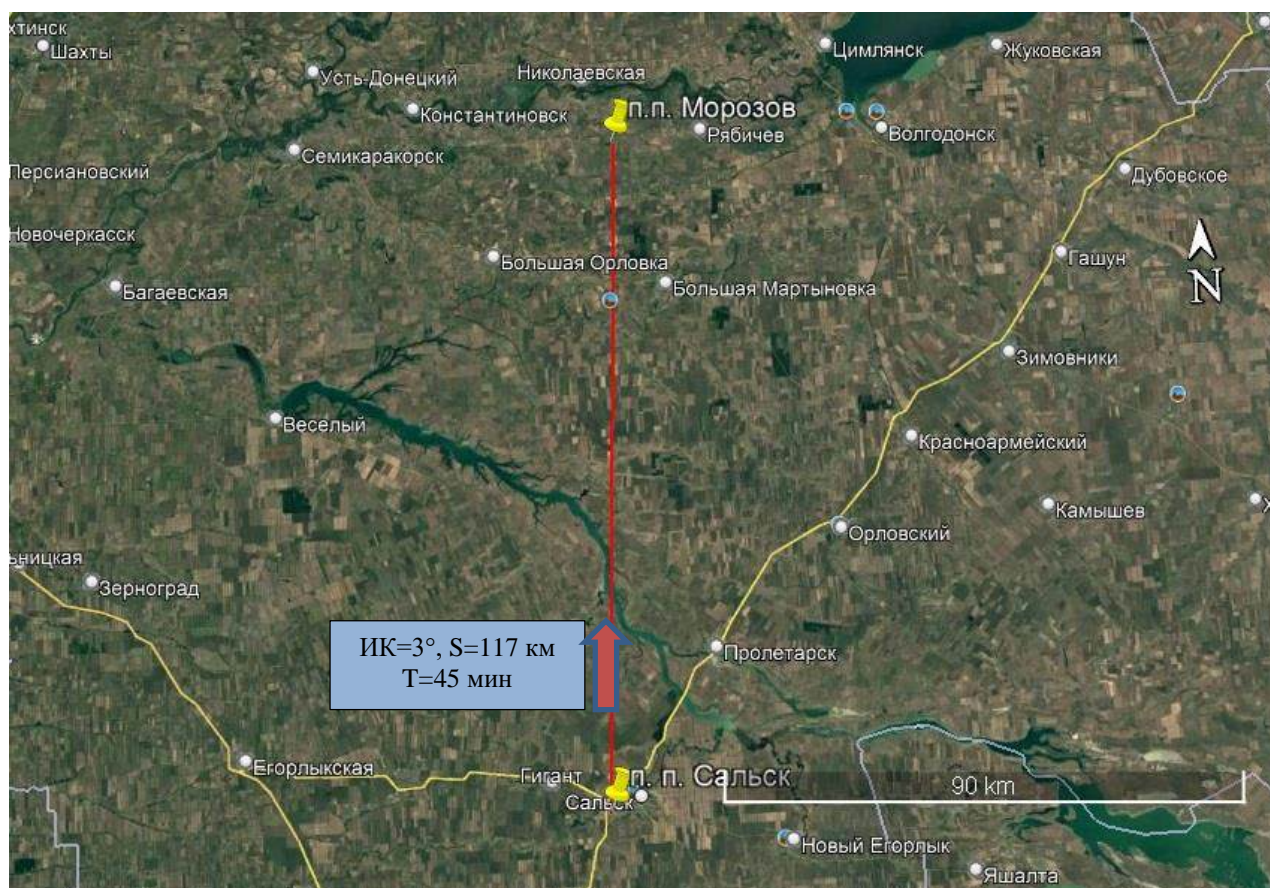 хтинск
Шахты
Усть-Донецкий
Николаевская
Цимлянск
Жуковская
Константиновск
п.п. Морозов
Рябичев
Волгодонск
Семикаракорск
Персиановский
Дубовское
Новочеркасск
N
Большая Орловка
Гашун
Багаевская
Большая Мартыновка
Зимовники
Веселый
Красноармейский
Камышев
Х
Орловский
ьницкая
Зерноград
ИК=3°, S=117 км
Т=45 мин
Пролетарск
Егорлыкская
Гигант
п. п. Сальск
Сальск
90 km
Новый Егорлык
Яшалта